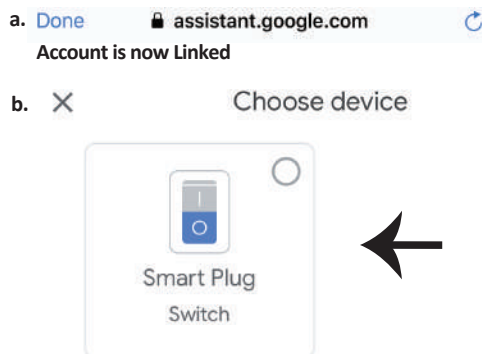 a. Done assistant.google.com
Account is now Linked
b. Choose device
Smart Plug
Switch